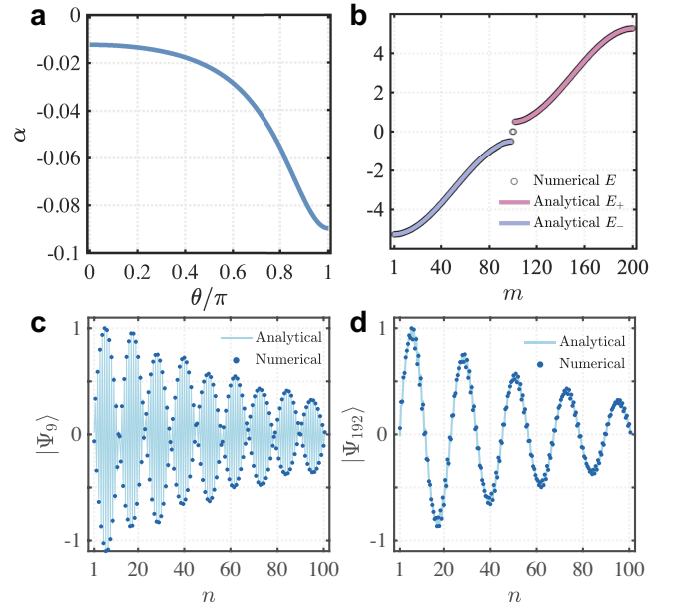 a
0
-0.02
-0.04
-0.06
-0.08
-0.1
α
0 0.2 0.4 0.6 0.8 1
θ/π
b
4
2
0
-2
-4
Numerical E
Analytical E₊
Analytical E₋
1 40 80 120 160 200
m
c
1
0
-1
|Ψ₉⟩
Analytical
Numerical
1 20 40 60 80 100
n
d
1
0
-1
|Ψ₁₉₂⟩
Analytical
Numerical
1 20 40 60 80 100
n